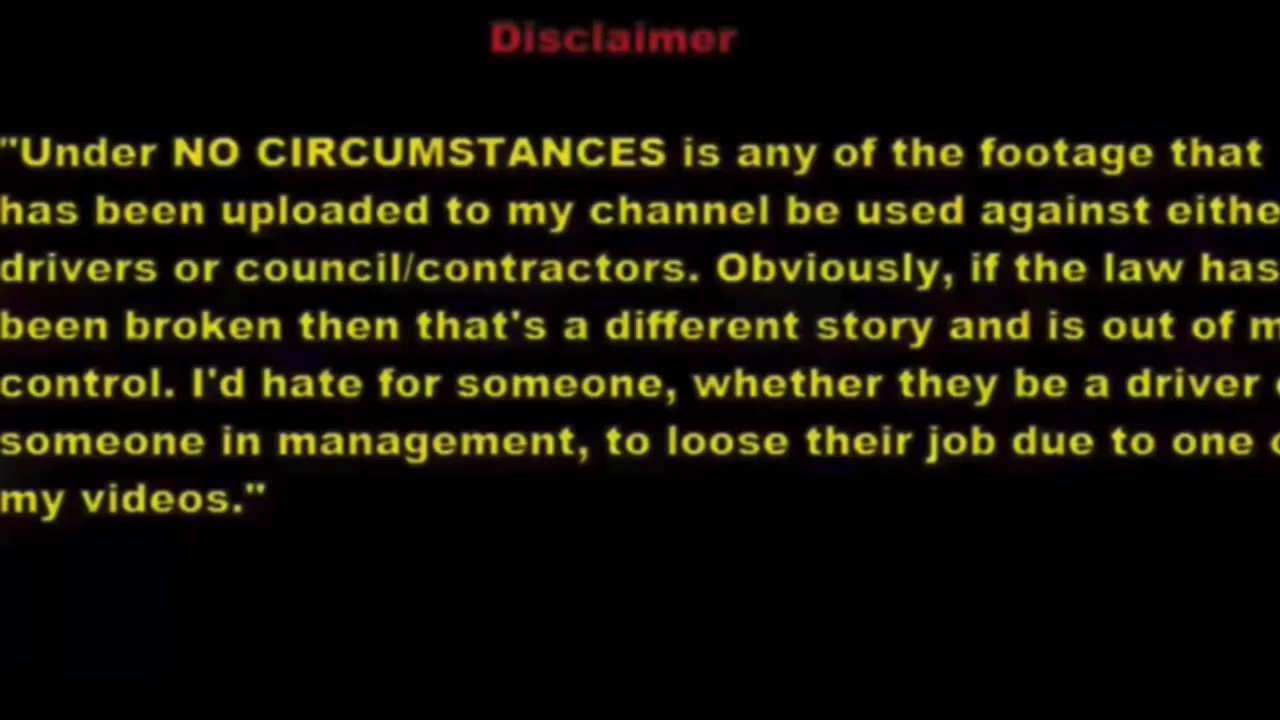 Disclaimer
"Under NO CIRCUMSTANCES is any of the footage that
has been uploaded to my channel be used against eithe
drivers or council/contractors. Obviously, if the law has
been broken then that's a different story and is out of m
control. I'd hate for someone, whether they be a driver
someone in management, to loose their job due to one
my videos."